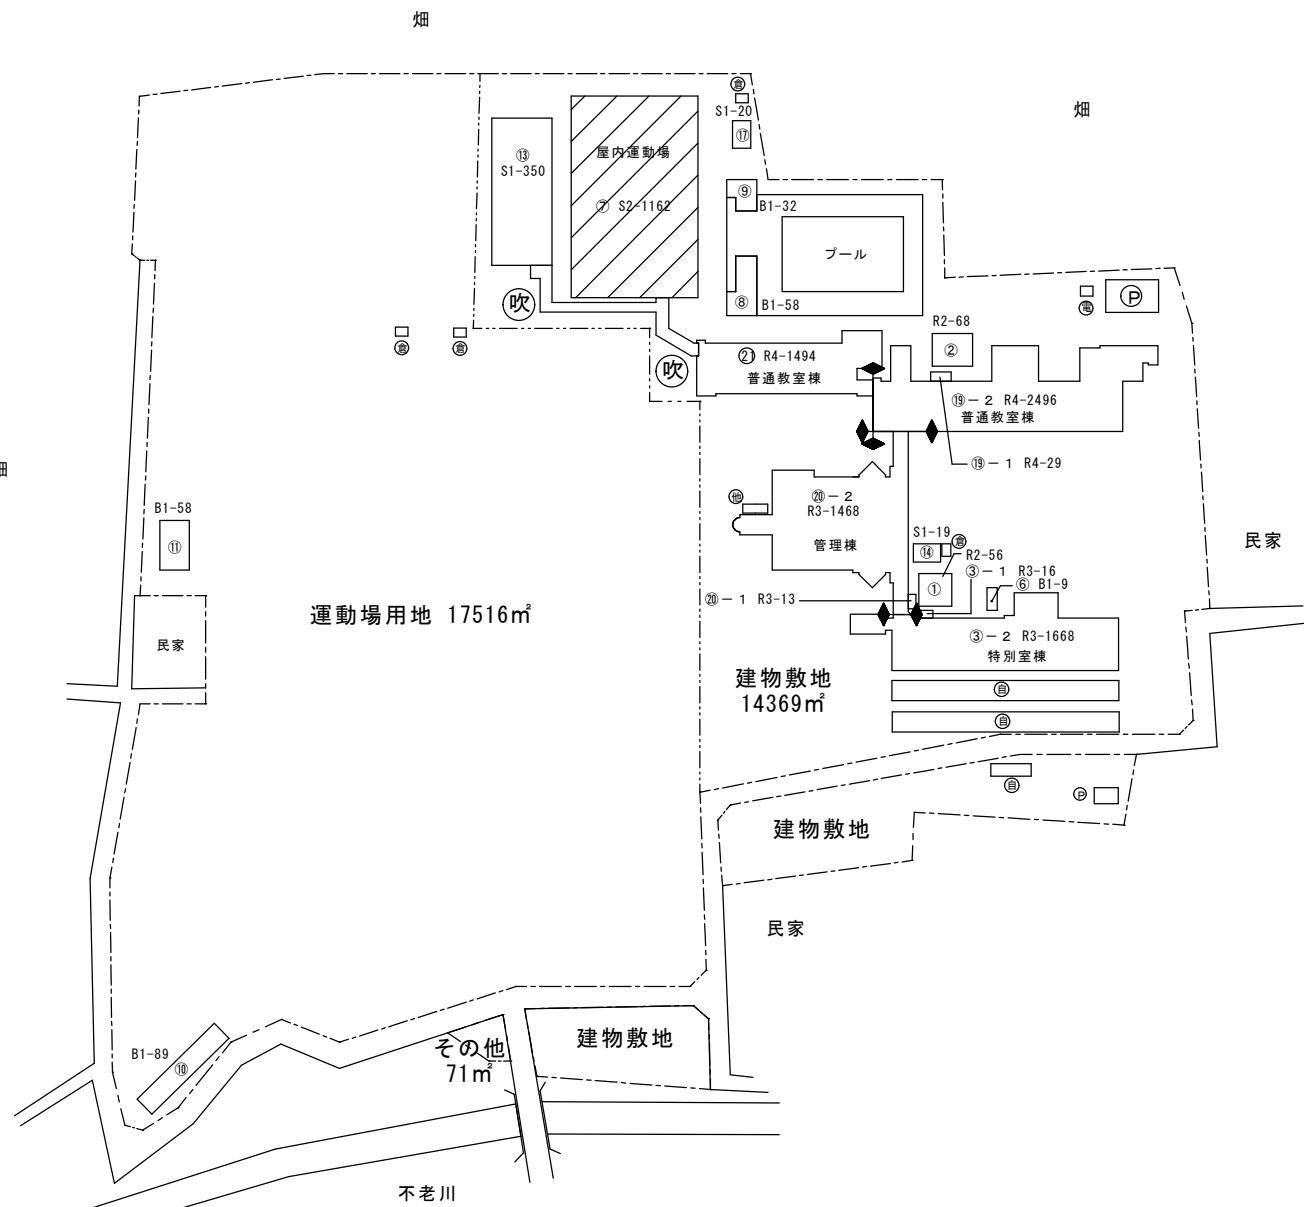 畑
畑
倉
S1-20
⑰
⑬
S1-350
屋内運動場
⑦ S2-1162
⑨
B1-32
プール
⑧
B1-58
吹
電
P
倉
倉
吹
㉑ R4-1494
普通教室棟
R2-68
②
⑲－2 R4-2496
普通教室棟
⑲－1 R4-29
畑
B1-58
⑪
他
⑳－2
R3-1468
管理棟
S1-19
⑭
倉
R2-56
①
③－1 R3-16
⑥ B1-9
民家
⑳－1 R3-13
運動場用地 17516㎡
民家
③－2 R3-1668
特別室棟
建物敷地
14369㎡
自
自
自
P
建物敷地
民家
B1-89
⑩
その他
71㎡
建物敷地
不老川